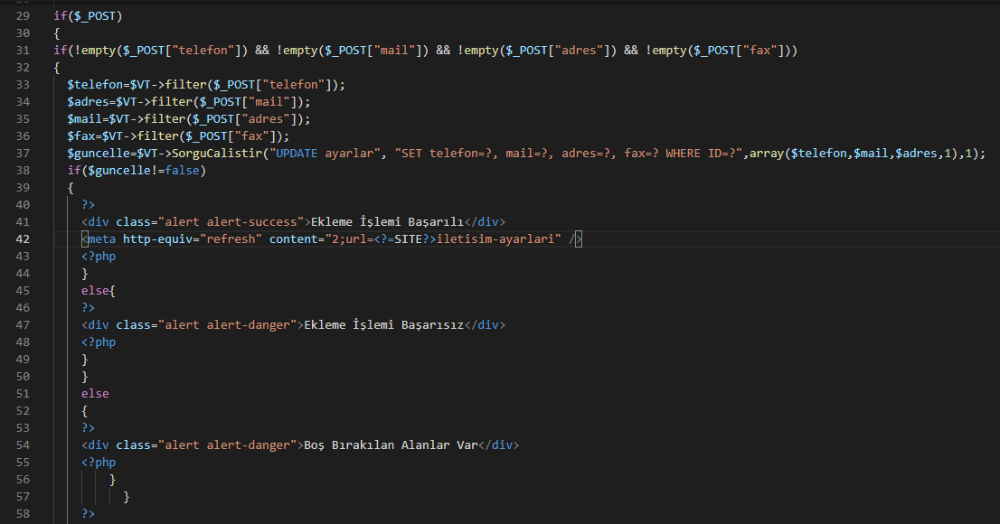 29 if($_POST)
30 {
31 if(!empty($_POST["telefon"]) && !empty($_POST["mail"]) && !empty($_POST["adres"]) && !empty($_POST["fax"]))
32 {
33 $telefon=$VT->filter($_POST["telefon"]);
34 $adres=$VT->filter($_POST["mail"]);
35 $mail=$VT->filter($_POST["adres"]);
36 $fax=$VT->filter($_POST["fax"]);
37 $guncelle=$VT->SorguCalistir("UPDATE ayarlar", "SET telefon=?, mail=?, adres=?, fax=? WHERE ID=?",array($telefon,$mail,$adres,1),1);
38 if($guncelle!=false)
39 {
40 ?>
41 <div class="alert alert-success">Ekleme İşlemi Başarılı</div>
42 <meta http-equiv="refresh" content="2;url=<?=SITE?>iletisim-ayarlari" />
43 <?php
44 }
45 else{
46 ?>
47 <div class="alert alert-danger">Ekleme İşlemi Başarısız</div>
48 <?php
49 }
50 }
51 else
52 {
53 ?>
54 <div class="alert alert-danger">Boş Bırakılan Alanlar Var</div>
55 <?php
56 }
57 }
58 ?>